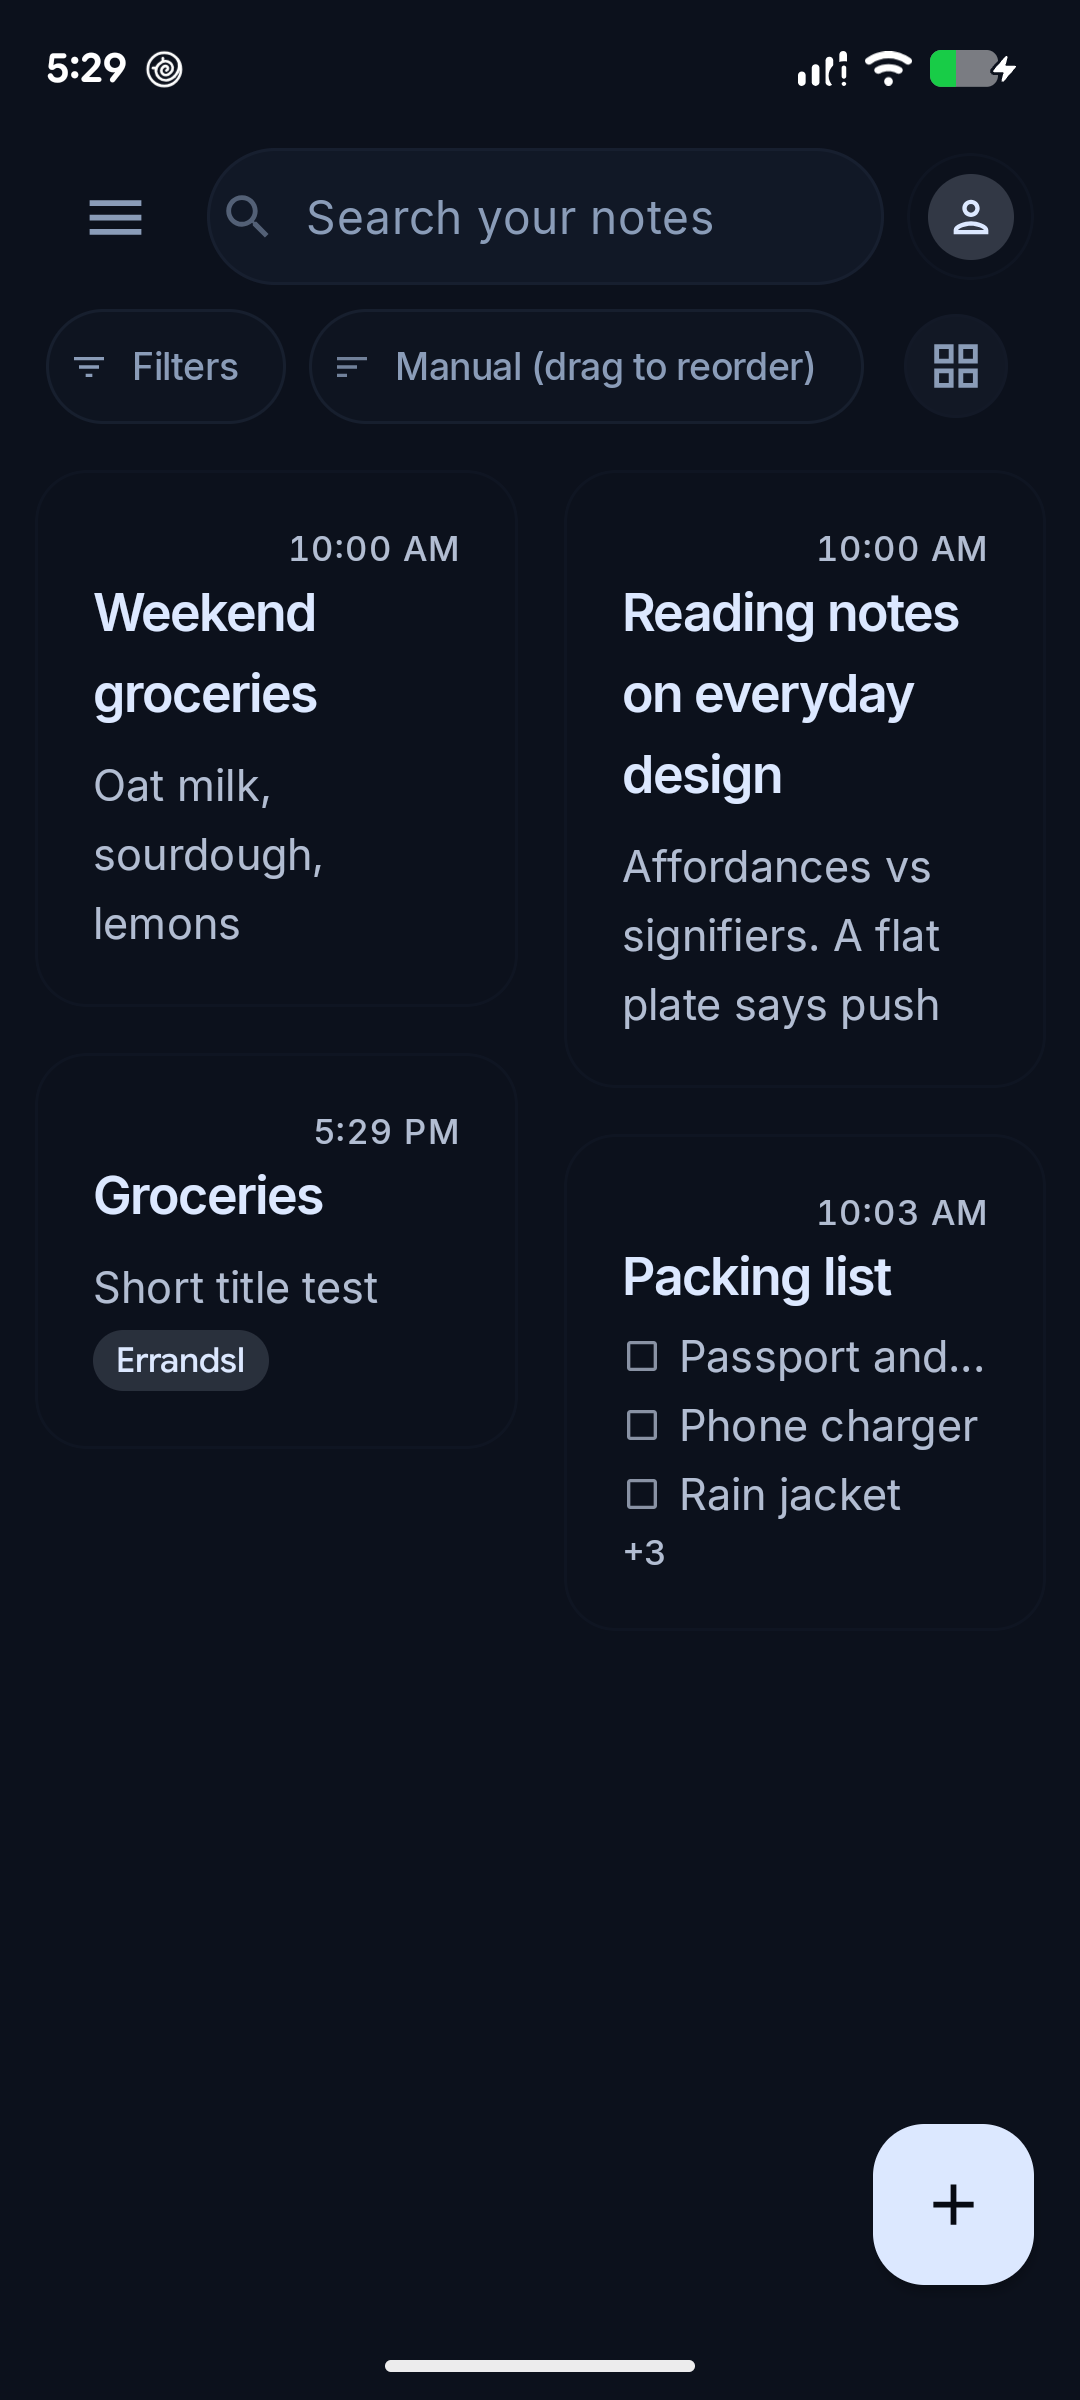 5:29
Search your notes
Filters
Manual (drag to reorder)
10:00 AM
Weekend
groceries
Oat milk,
sourdough,
lemons
10:00 AM
Reading notes
on everyday
design
Affordances vs
signifiers. A flat
plate says push
5:29 PM
Groceries
Short title test
Errandsl
10:03 AM
Packing list
Passport and...
Phone charger
Rain jacket
+3